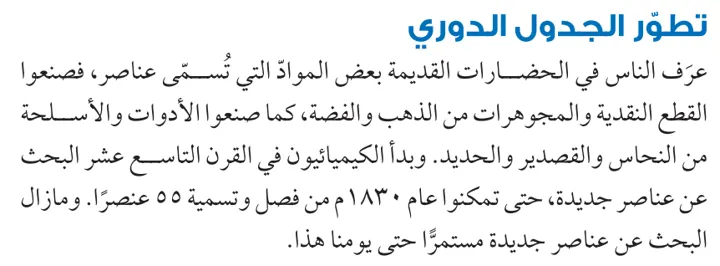 تطوّر الجدول الدوري
عرَف الناس في الحضارات القديمة بعض الموادّ التي تُسمّى عناصر، فصنعوا
القطع النقدية والمجوهرات من الذهب والفضة، كما صنعوا الأدوات والأسلحة
من النحاس والقصدير والحديد. وبدأ الكيميائيون في القرن التاسع عشر البحث
عن عناصر جديدة، حتى تمكنوا عام ١٨٣٠م من فصل وتسمية ٥٥ عنصرًا. ومازال
البحث عن عناصر جديدة مستمرًّا حتى يومنا هذا.